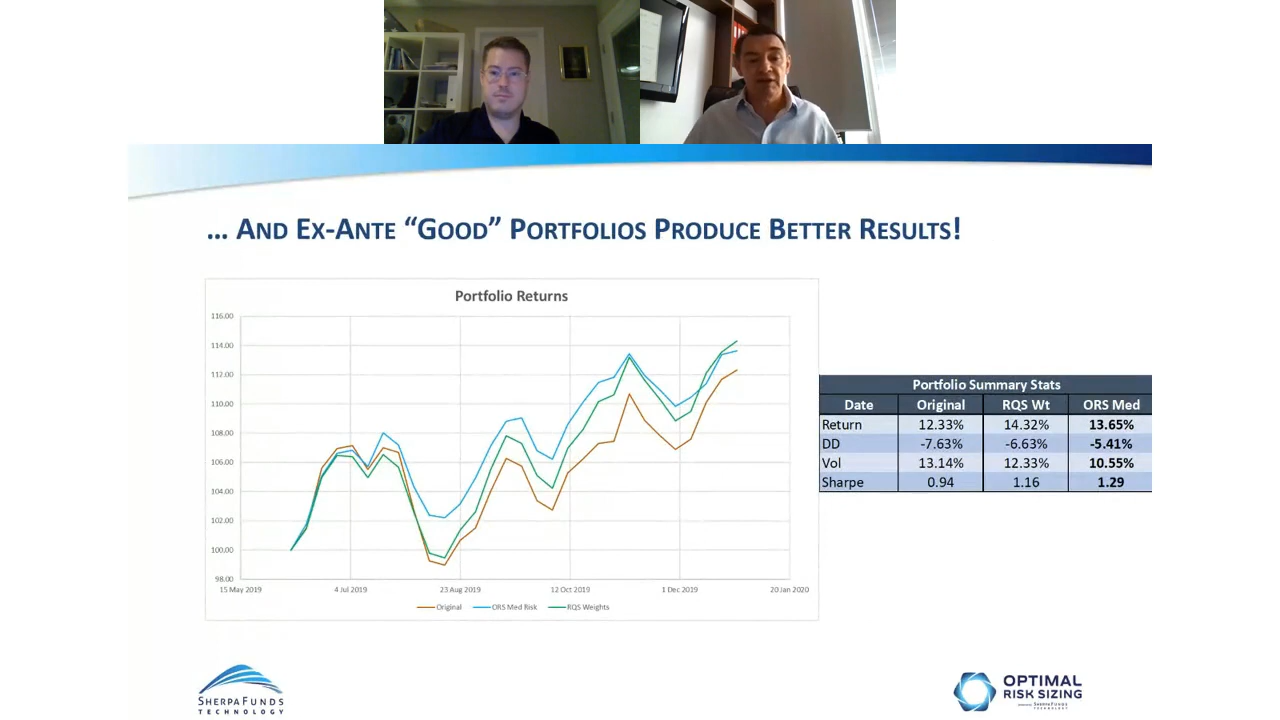 ... AND EX-ANTE “GOOD” PORTFOLIOS PRODUCE BETTER RESULTS!
Portfolio Returns
116.00
114.00
112.00
110.00
108.00
106.00
104.00
102.00
100.00
98.00
15 May 2019 4 Jul 2019 23 Aug 2019 12 Oct 2019 1 Dec 2019 20 Jan 2020
Original ORS Med Risk RQS Weights
Portfolio Summary Stats
Date Original RQS Wt ORS Med
Return 12.33% 14.32% 13.65%
DD -7.63% -6.63% -5.41%
Vol 13.14% 12.33% 10.55%
Sharpe 0.94 1.16 1.29
SHERPA FUNDS
TECHNOLOGY
OPTIMAL
RISK SIZING